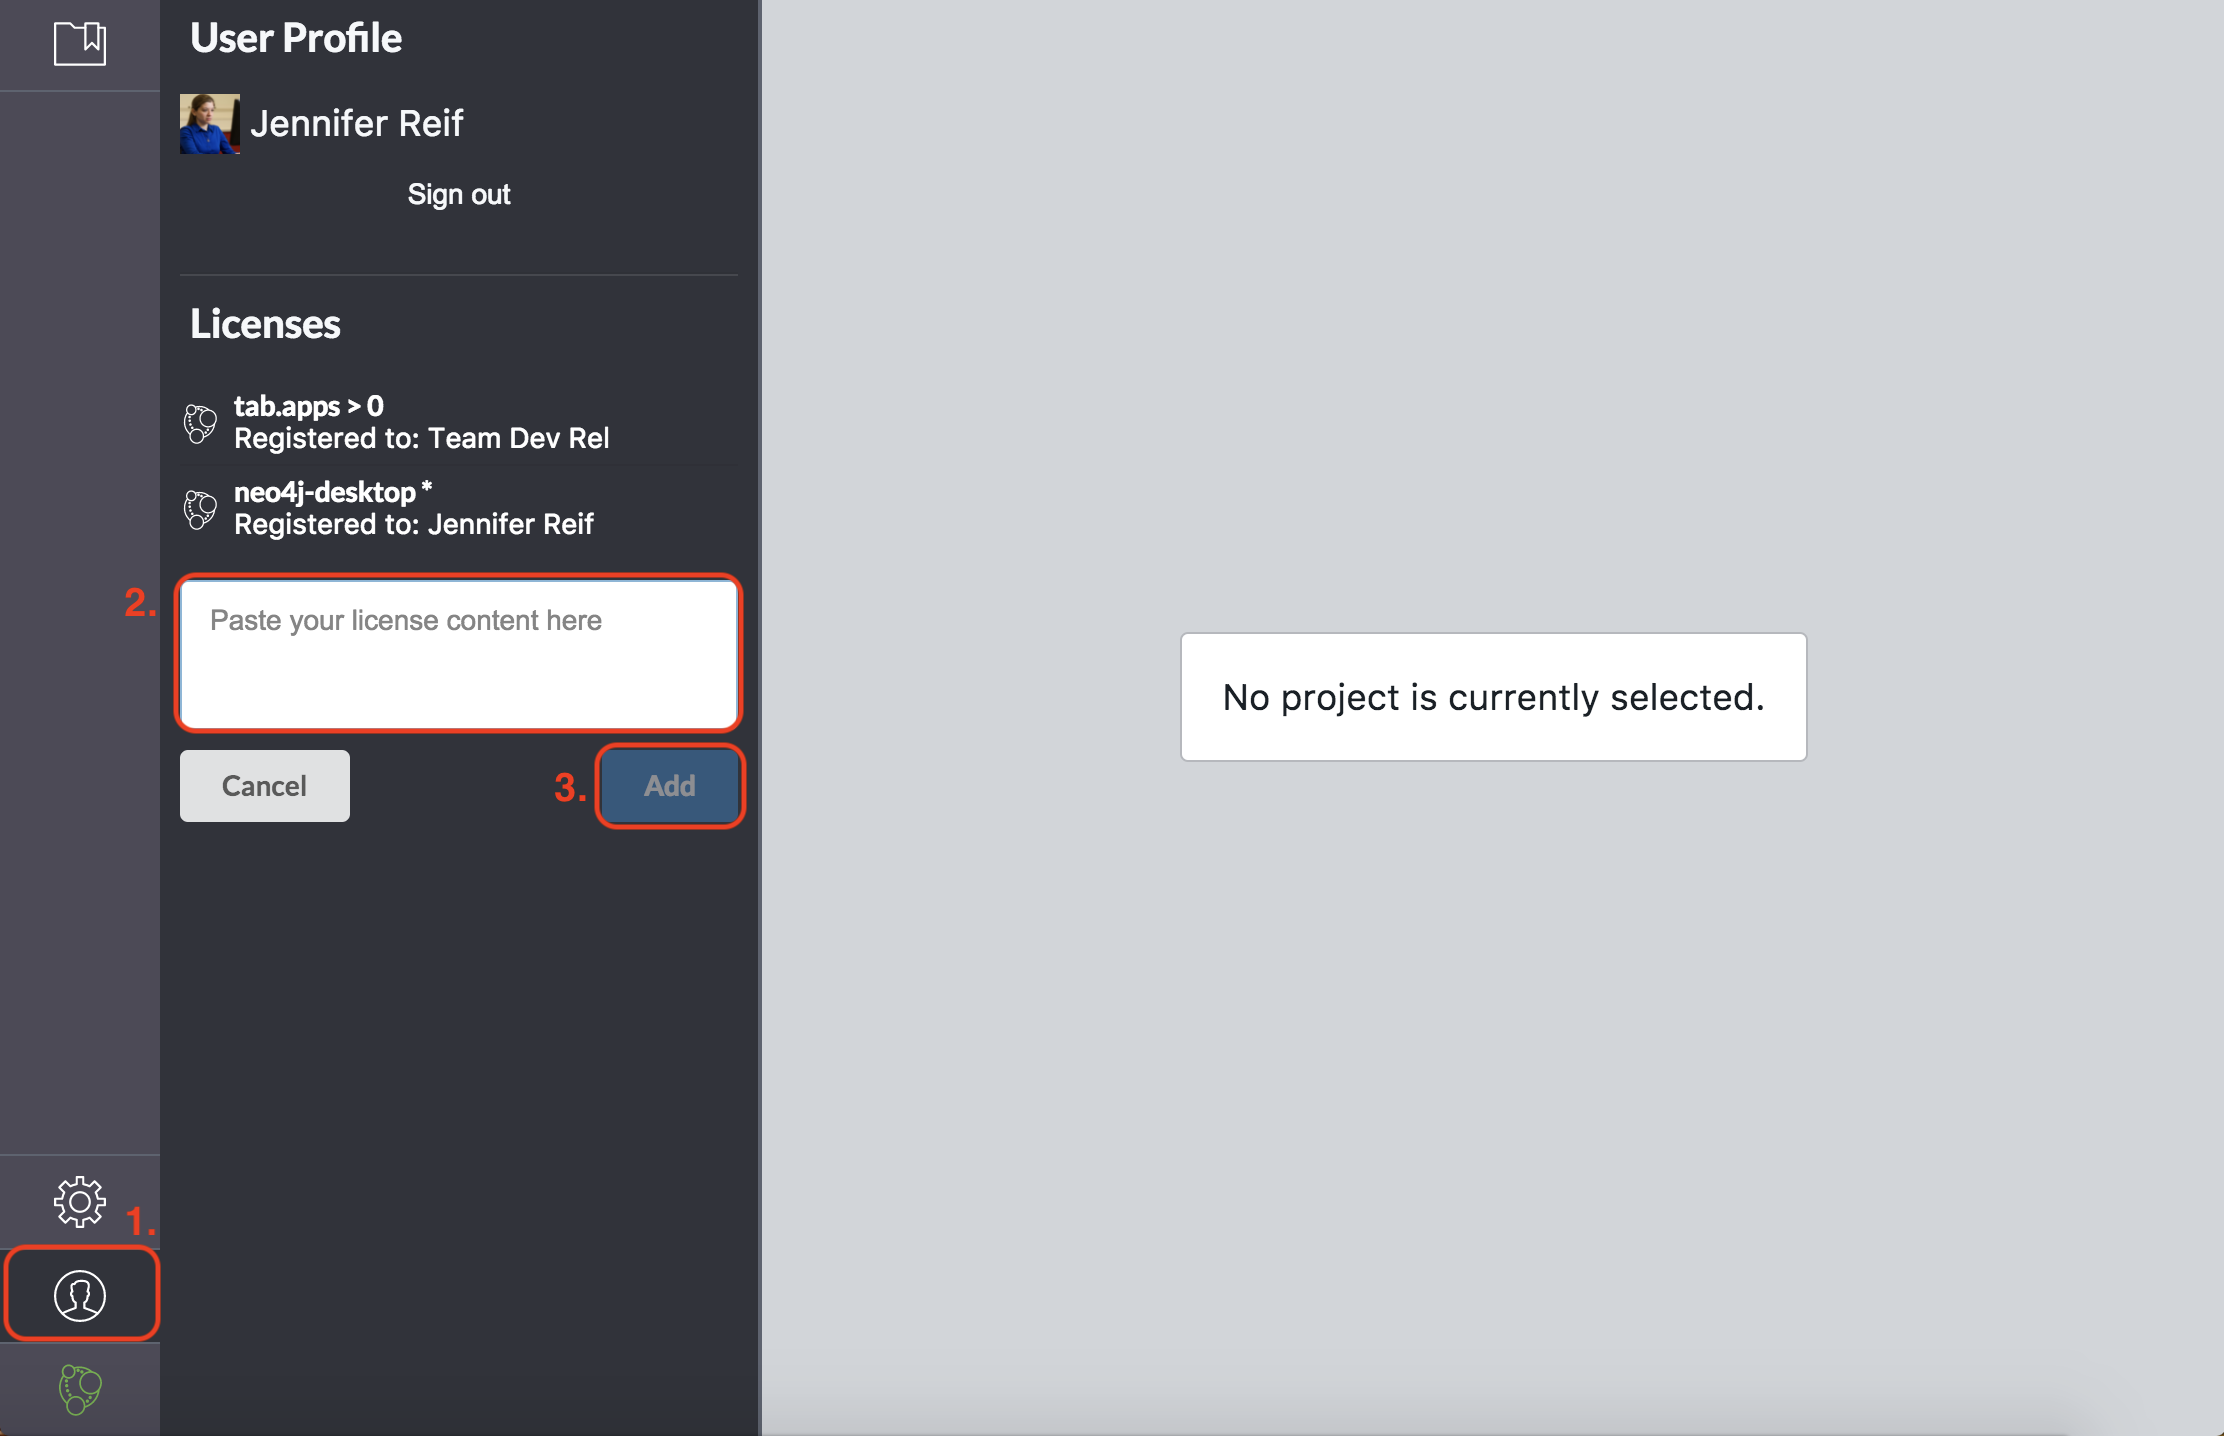 User Profile
Jennifer Reif
Sign out
Licenses
tab.apps > 0
Registered to: Team Dev Rel
neo4j-desktop *
Registered to: Jennifer Reif
2.
Paste your license content here
No project is currently selected.
Cancel
3.
Add
1.